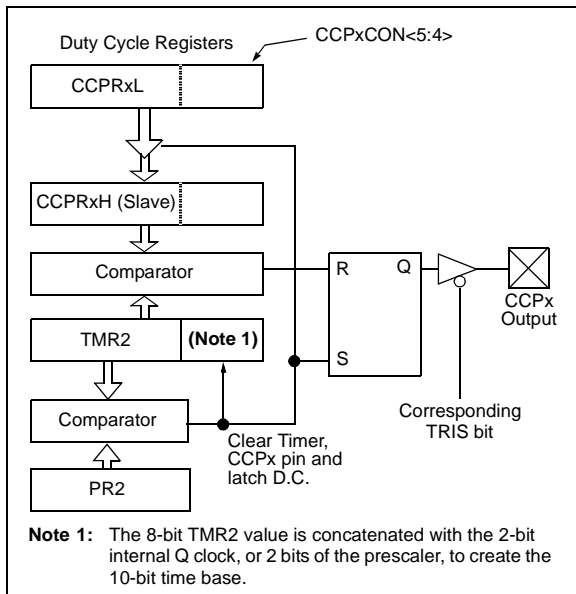 Duty Cycle Registers
CCPxCON<5:4>
CCPRxL
CCPRxH (Slave)
Comparator
R
Q
CCPx
Output
TMR2
(Note 1)
S
Comparator
Corresponding
TRIS bit
Clear Timer,
CCPx pin and
latch D.C.
PR2
Note 1: The 8-bit TMR2 value is concatenated with the 2-bit
internal Q clock, or 2 bits of the prescaler, to create the
10-bit time base.